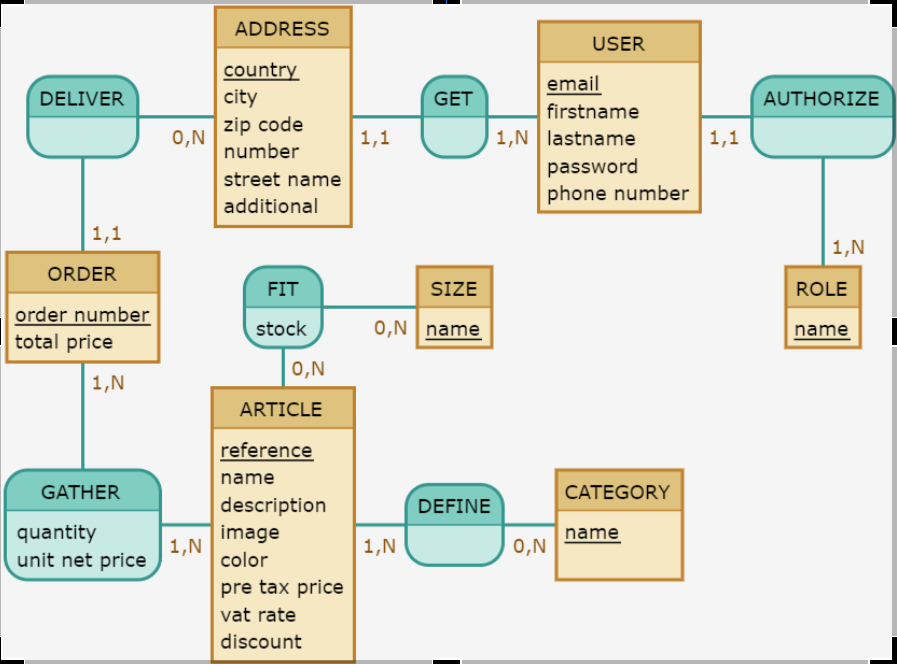 ADDRESS
country
city
zip code
number
street name
additional
USER
email
firstname
lastname
password
phone number
DELIVER
GET
AUTHORIZE
0,N
1,1
1,N
1,1
1,1
1,N
ORDER
order number
total price
FIT
stock
SIZE
name
ROLE
name
0,N
0,N
1,N
ARTICLE
reference
name
description
image
color
pre tax price
vat rate
discount
GATHER
quantity
unit net price
DEFINE
CATEGORY
name
1,N
1,N
0,N